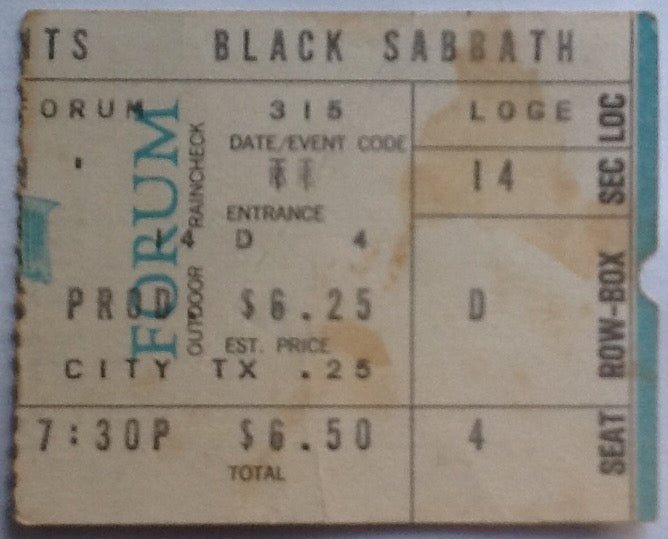 TS BLACK SABBATH
ORUM 315 LOGE
DATE/EVENT CODE
14
ENTRANCE
4 D 4
PROD. $6.25 D
EST. PRICE
CITY TX .25
7:30P $6.50 4
TOTAL
FORUM
OUTDOOR RAINCHECK
LOC
SEC
ROW-BOX
SEAT